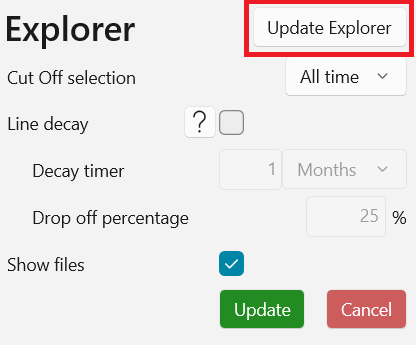 Explorer
Update Explorer
Cut Off selection
All time
Line decay
?
Decay timer
1
Months
Drop off percentage
25
%
Show files
Update
Cancel